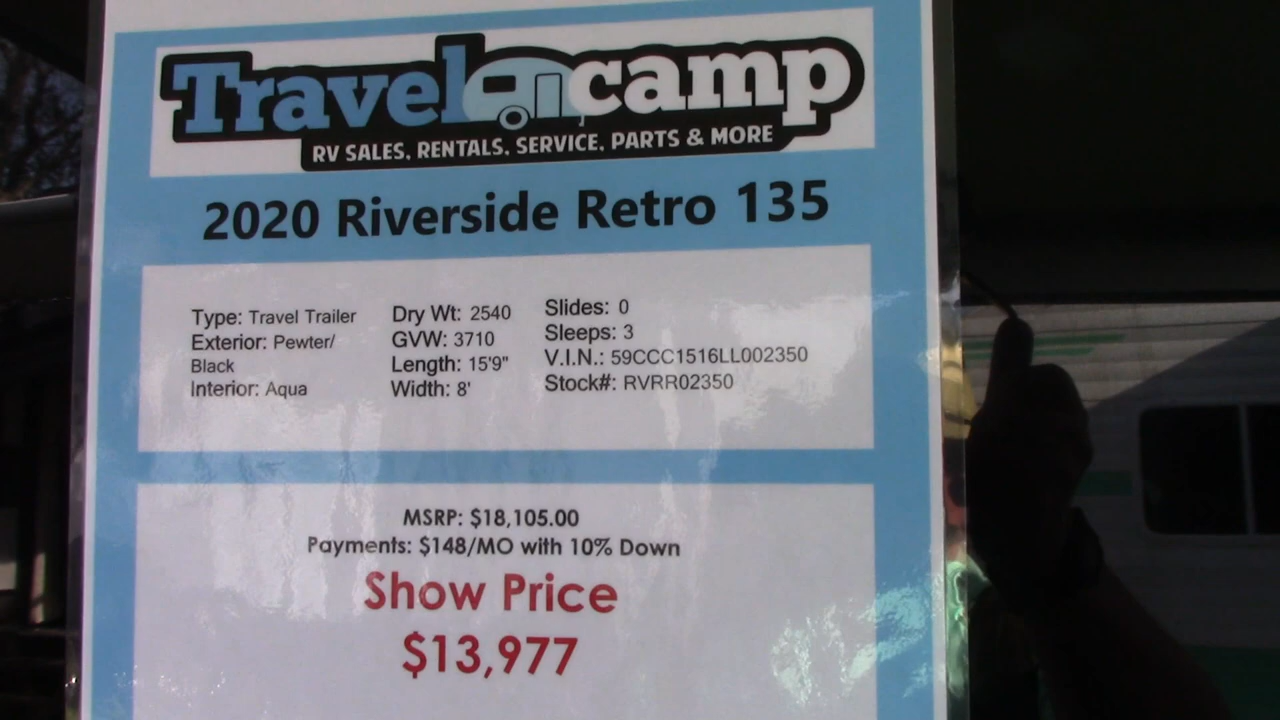 Travel camp
RV SALES, RENTALS, SERVICE, PARTS & MORE
2020 Riverside Retro 135
Type: Travel Trailer
Exterior: Pewter/
Black
Interior: Aqua
Dry Wt: 2540
GVW: 3710
Length: 15'9"
Width: 8'
Slides: 0
Sleeps: 3
V.I.N.: 59CCC1516LL002350
Stock#: RVRR02350
MSRP: $18,105.00
Payments: $148/MO with 10% Down
Show Price
$13,977